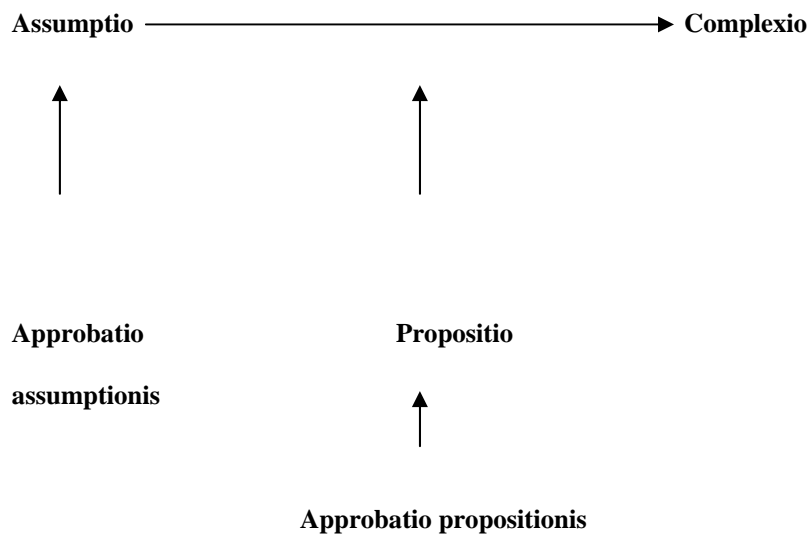 Assumptio Complexio
Approbatio Propositio
assumptionis
Approbatio propositionis